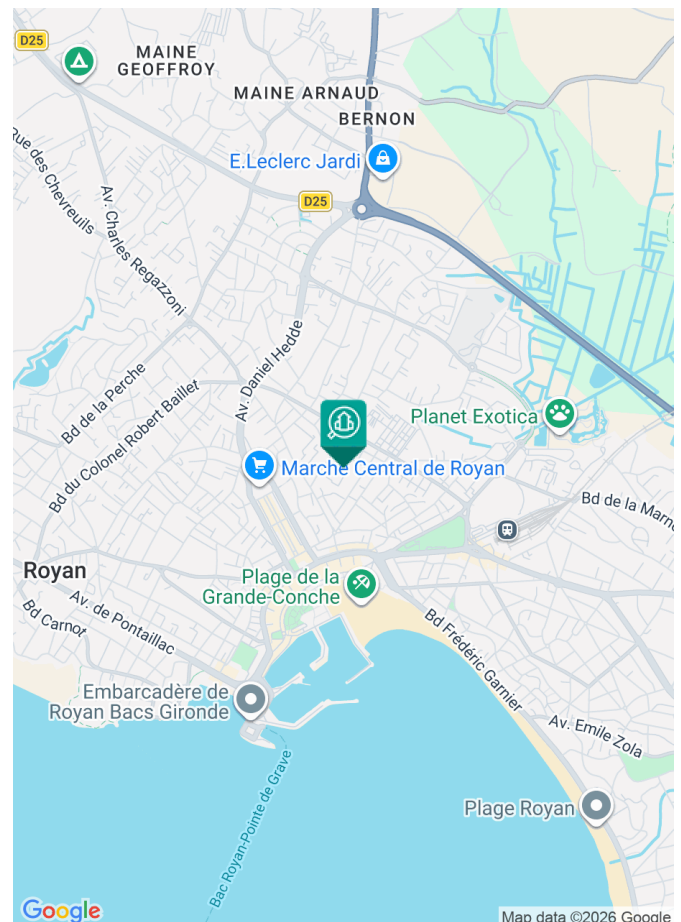 D25
MAINE
GEOFFROY
MAINE ARNAUD
BERNON
E.Leclerc Jardi
D25
Rue des Chevreuils
Av. Charles Regazzoni
Av. Daniel Hedde
Bd de la Perche
Bd du Colonel Robert Baillet
Planet Exotica
Marché Central de Royan
Bd de la Marne
Royan
Plage de la
Grande-Conche
Av. de Pontaillac
Bd Carnot
Bd Frédéric Garnier
Embarcadère de
Royan Bacs Gironde
Av. Emile Zola
Bac Royan-Pointe de Grave
Plage Royan
Google
Map data ©2026 Google